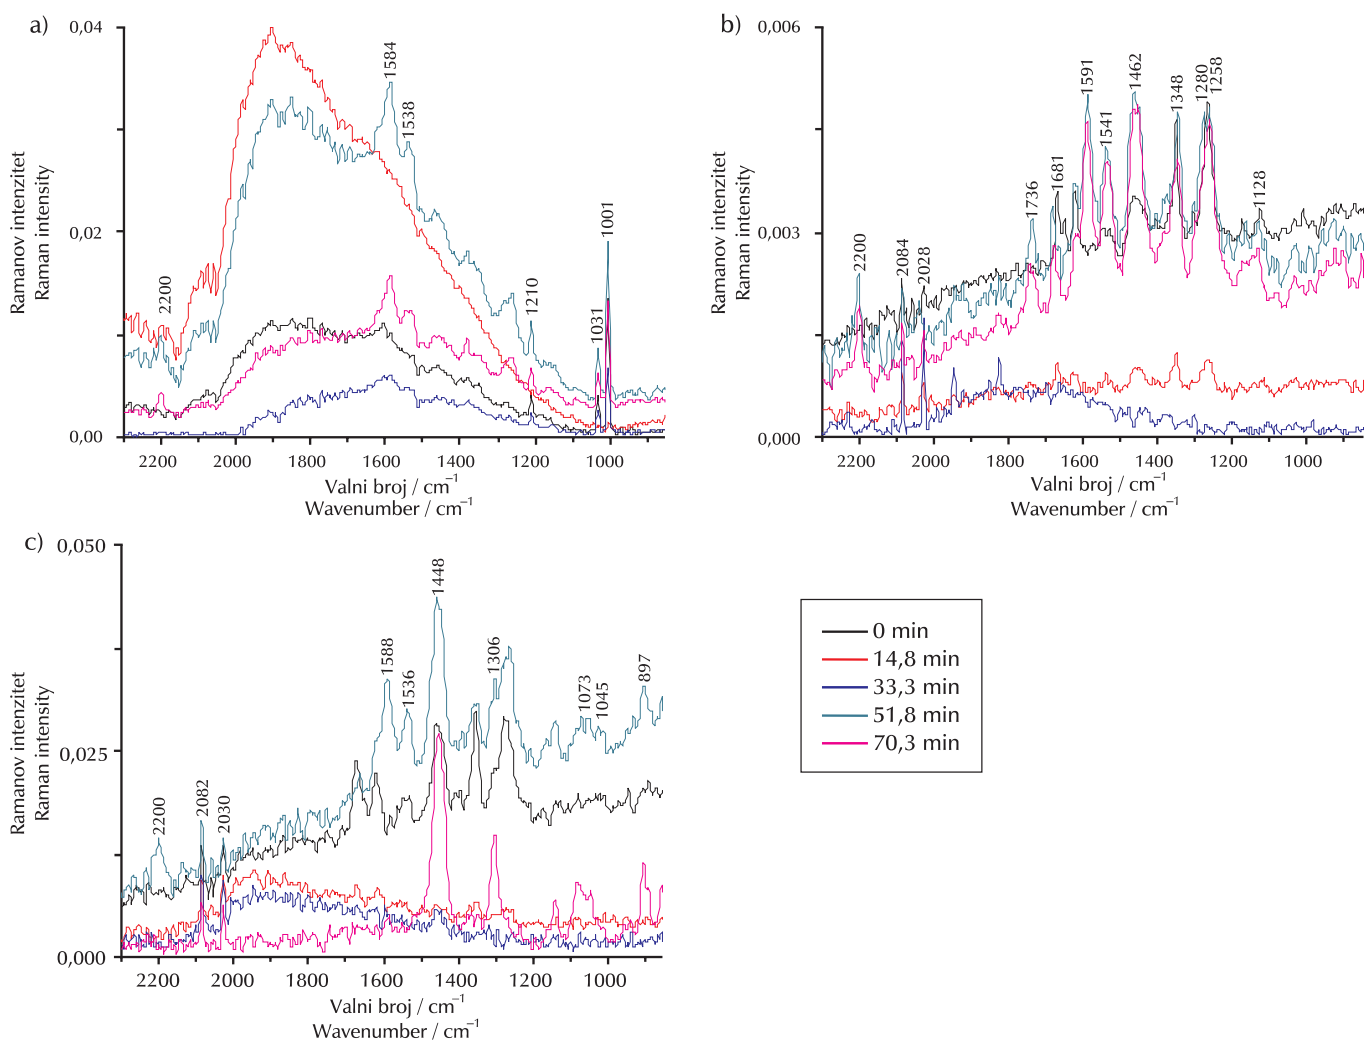 a)
0,04
0,02
0,00
Ramanov intenzitet
Raman intensity
2200
1584
1538
1210
1031
1001
2200 2000 1800 1600 1400 1200 1000
Valni broj / cm⁻¹
Wavenumber / cm⁻¹
b)
0,006
0,003
0,000
Ramanov intenzitet
Raman intensity
2200
2084
2028
1736
1681
1591
1541
1462
1348
1280
1258
1128
2200 2000 1800 1600 1400 1200 1000
Valni broj / cm⁻¹
Wavenumber / cm⁻¹
c)
0,050
0,025
0,000
Ramanov intenzitet
Raman intensity
2200
2082
2030
1588
1536
1448
1306
1073
1045
897
2200 2000 1800 1600 1400 1200 1000
Valni broj / cm⁻¹
Wavenumber / cm⁻¹
0 min
14,8 min
33,3 min
51,8 min
70,3 min